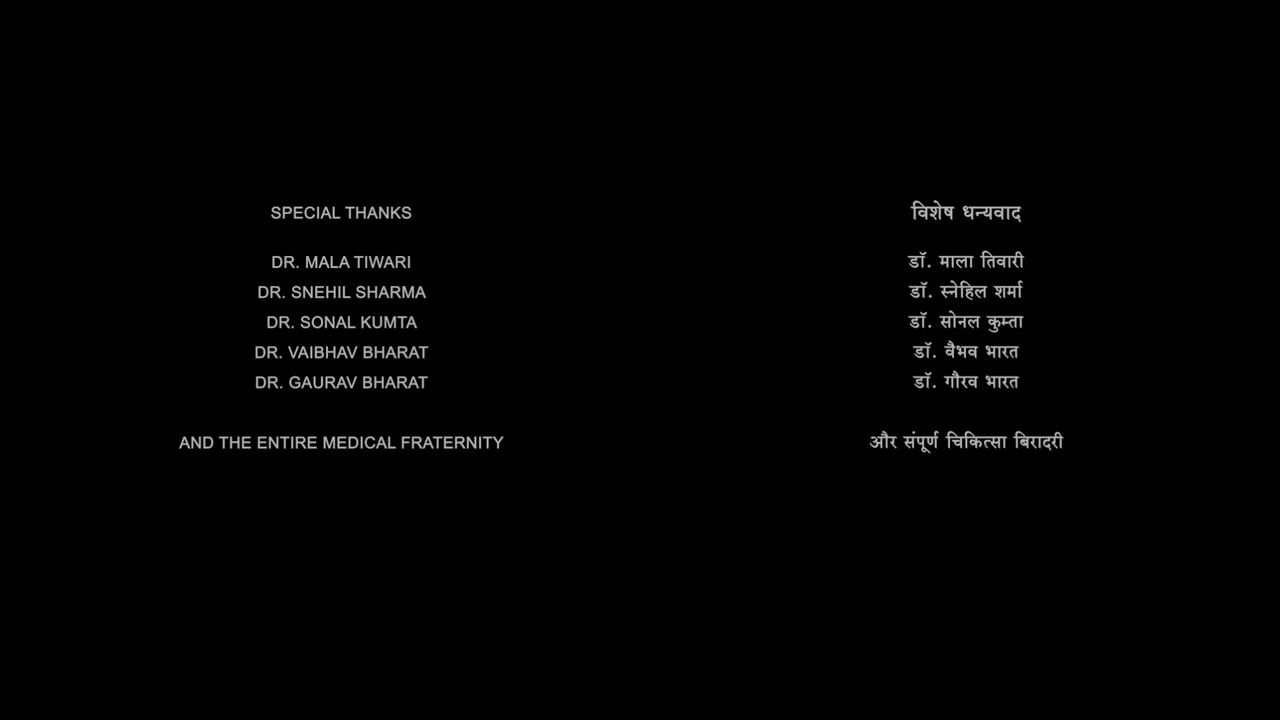 SPECIAL THANKS
DR. MALA TIWARI
DR. SNEHIL SHARMA
DR. SONAL KUMTA
DR. VAIBHAV BHARAT
DR. GAURAV BHARAT
AND THE ENTIRE MEDICAL FRATERNITY
विशेष धन्यवाद
डॉ. माला तिवारी
डॉ. स्नेहिल शर्मा
डॉ. सोनल कुम्ता
डॉ. वैभव भारत
डॉ. गौरव भारत
और संपूर्ण चिकित्सा बिरादरी